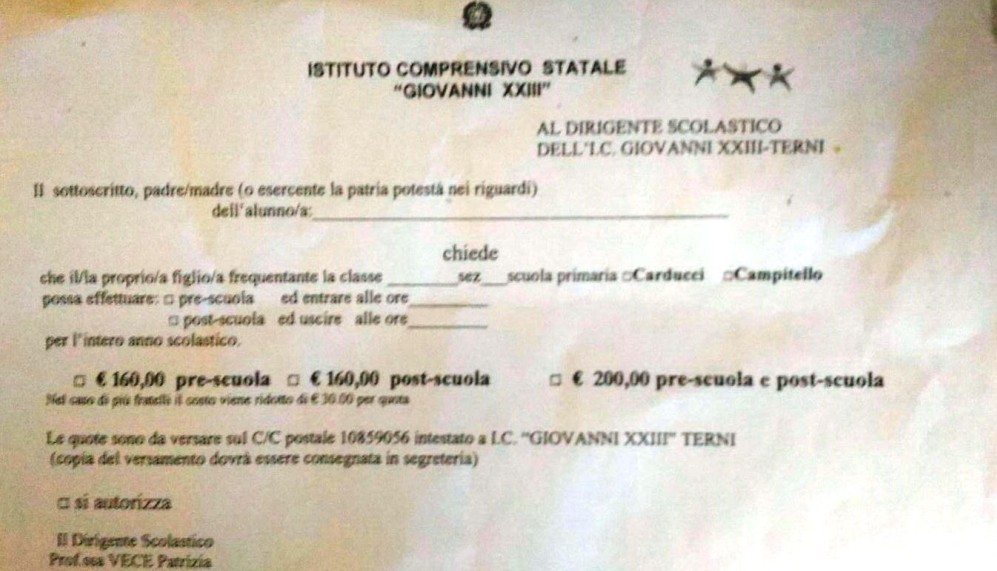 ISTITUTO COMPRENSIVO STATALE
"GIOVANNI XXIII"
AL DIRIGENTE SCOLASTICO
DELL'I.C. GIOVANNI XXIII-TERNI
Il sottoscritto, padre/madre (o esercente la patria potestà nei riguardi)
dell'alunno/a:____________________
chiede
che il/la proprio/a figlio/a frequentante la classe ________sez___scuola primaria □Carducci □Campitello
possa effettuare: □ pre-scuola ed entrare alle ore________
□ post-scuola ed uscire alle ore________
per l'intero anno scolastico.
□ € 160,00 pre-scuola □ € 160,00 post-scuola □ € 200,00 pre-scuola e post-scuola
Nel caso di più fratelli il costo viene ridotto di € 30.00 per quota
Le quote sono da versare sul C/C postale 10859056 intestato a I.C. "GIOVANNI XXIII" TERNI
(copia del versamento dovrà essere consegnata in segreteria)
□ si autorizza
Il Dirigente Scolastico
Prof.ssa VECE Patrizia